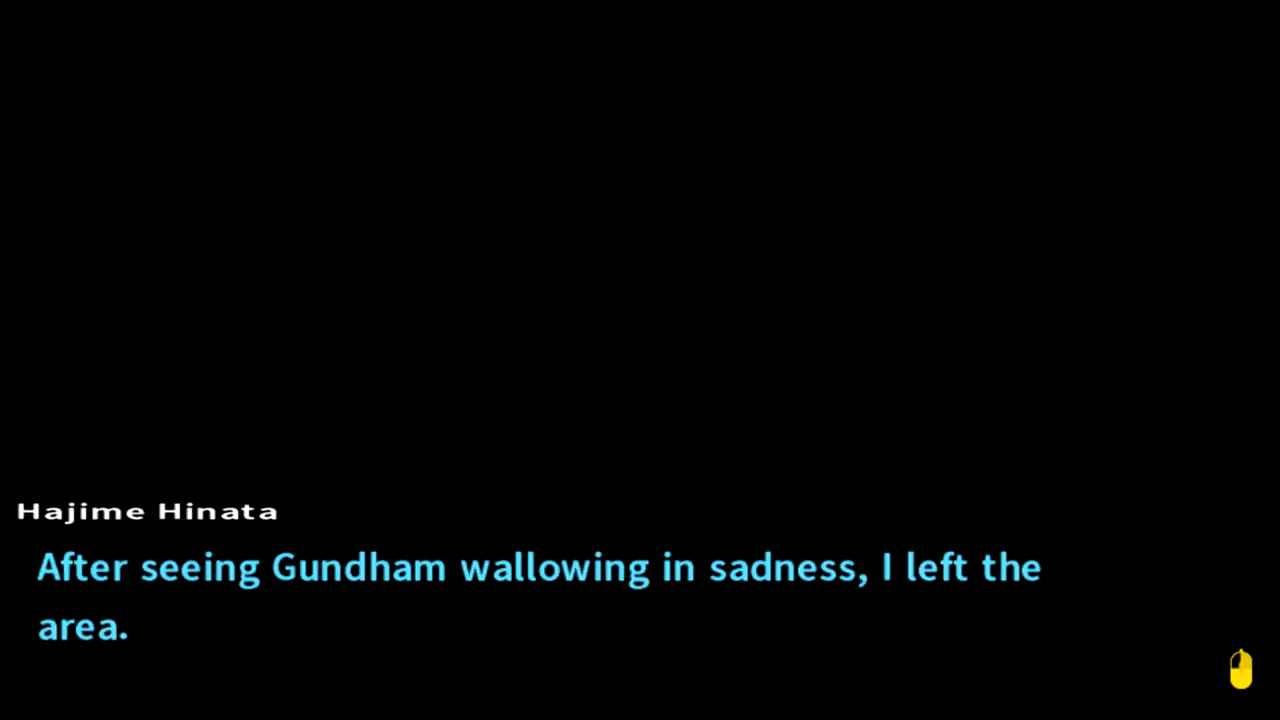 Hajime Hinata
After seeing Gundham wallowing in sadness, I left the
area.